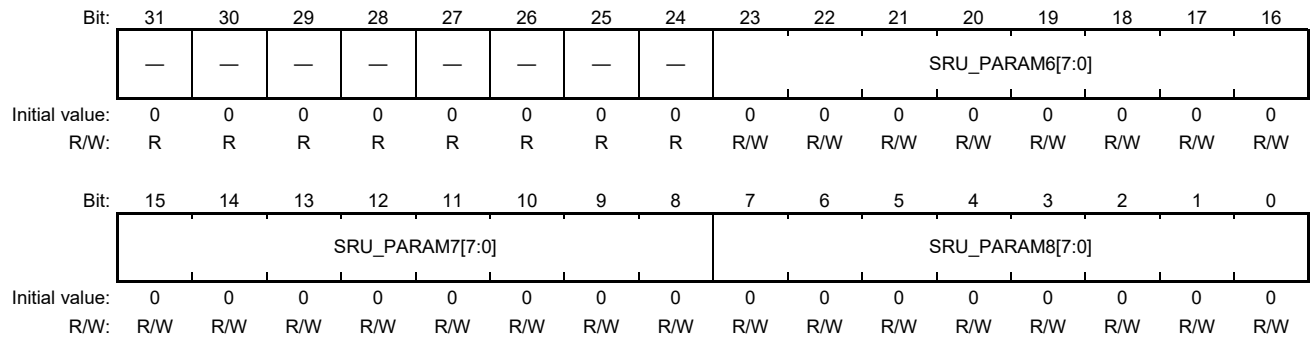 Bit: 31 30 29 28 27 26 25 24 23 22 21 20 19 18 17 16
— — — — — — — — SRU_PARAM6[7:0]
Initial value: 0 0 0 0 0 0 0 0 0 0 0 0 0 0 0 0
R/W: R R R R R R R R R/W R/W R/W R/W R/W R/W R/W R/W
Bit: 15 14 13 12 11 10 9 8 7 6 5 4 3 2 1 0
SRU_PARAM7[7:0] SRU_PARAM8[7:0]
Initial value: 0 0 0 0 0 0 0 0 0 0 0 0 0 0 0 0
R/W: R/W R/W R/W R/W R/W R/W R/W R/W R/W R/W R/W R/W R/W R/W R/W R/W